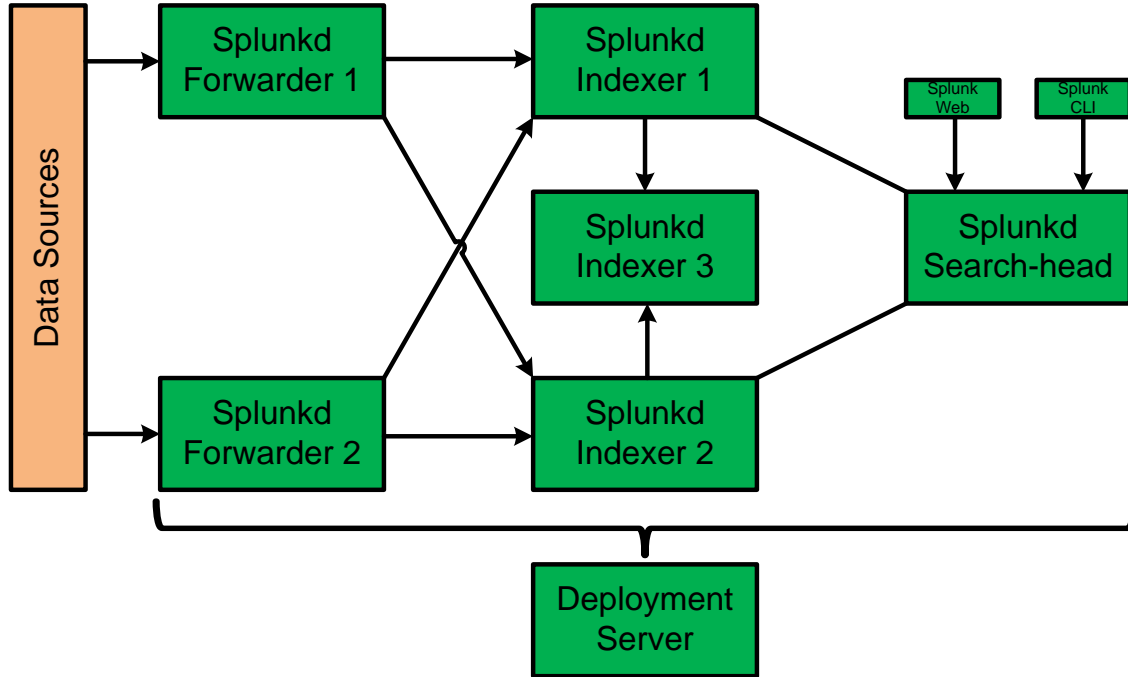 Data Sources
Splunkd
Forwarder 1
Splunkd
Indexer 1
Splunk
Web
Splunk
CLI
Splunkd
Indexer 3
Splunkd
Search-head
Splunkd
Forwarder 2
Splunkd
Indexer 2
Deployment
Server